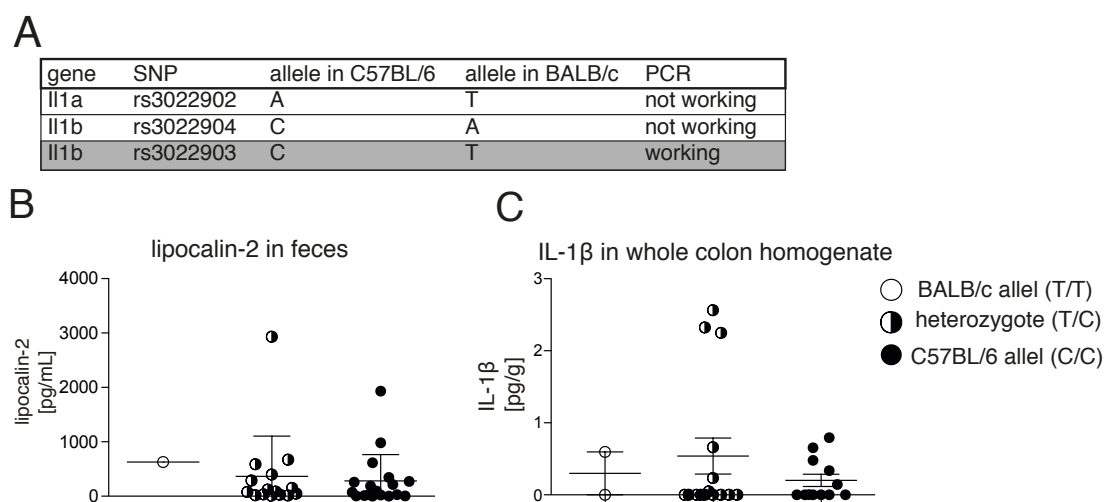 A
gene SNP allele in C57BL/6 allele in BALB/c PCR
Il1a rs3022902 A T not working
Il1b rs3022904 C A not working
Il1b rs3022903 C T working
B
lipocalin-2 in feces
lipocalin-2
[pg/mL]
4000
3000
2000
1000
0
C
IL-1β in whole colon homogenate
IL-1β
[pg/g]
3
2
1
0
BALB/c allel (T/T)
heterozygote (T/C)
C57BL/6 allel (C/C)